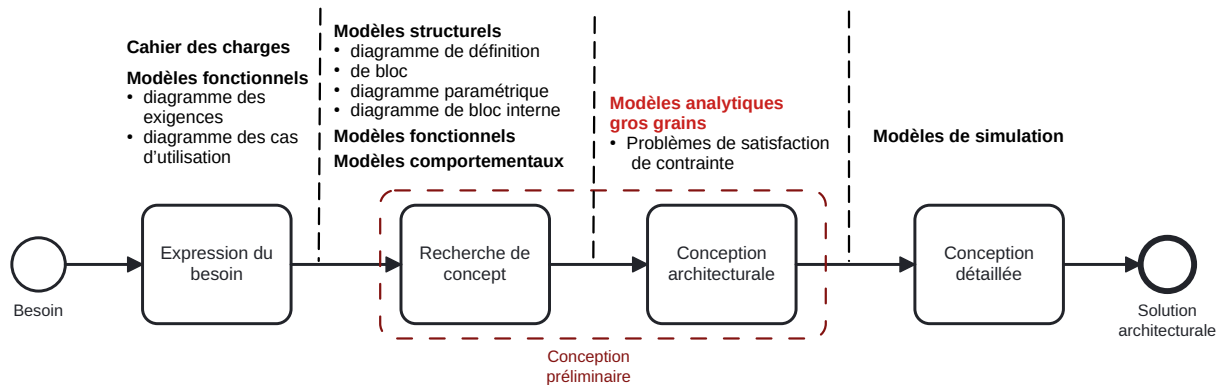 Cahier des charges
Modèles fonctionnels
• diagramme des
exigences
• diagramme des cas
d’utilisation
Modèles structurels
• diagramme de définition
• de bloc
• diagramme paramétrique
• diagramme de bloc interne
Modèles fonctionnels
Modèles comportementaux
Modèles analytiques
gros grains
• Problèmes de satisfaction
de contrainte
Modèles de simulation
Besoin
Expression du
besoin
Recherche de
concept
Conception
architecturale
Conception
détaillée
Solution
architecturale
Conception
préliminaire